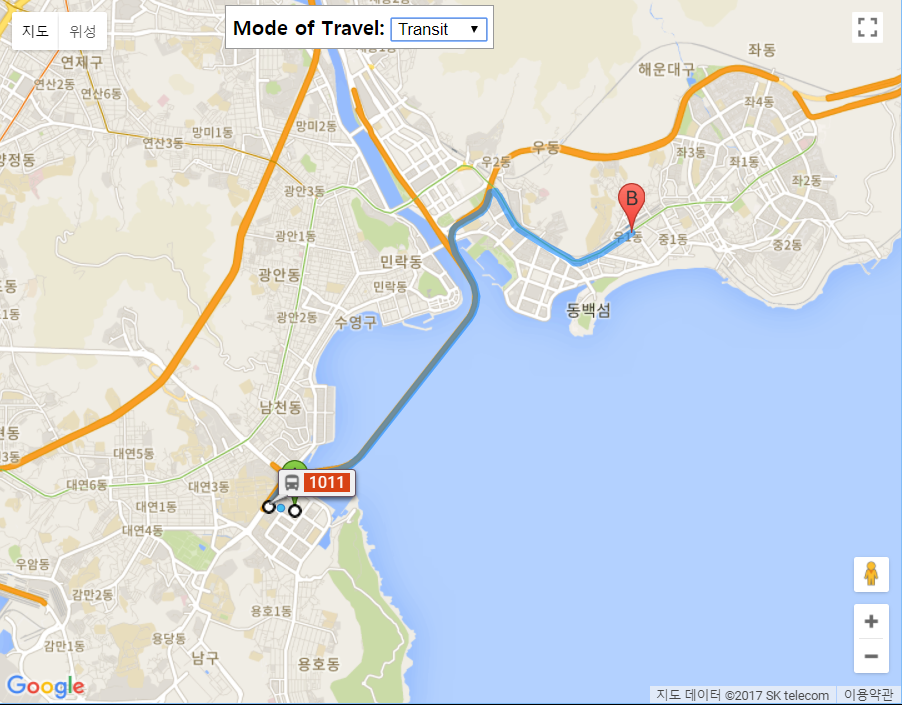 지도 위성
Mode of Travel: Transit
좌동
해운대구
연제구
연산2동
연산6동
좌4동
망미2동
망미1동
연산3동
양정동
우동
우2동
좌3동
좌1동
좌2동
광안3동
B
광안1동
우1동
중1동
중2동
민락동
광안동
민락동
광안2동
수영구
동백섬
남천동
대연5동
대연6동
대연3동
1011
대연1동
대연4동
우암동
감만2동
용호1동
용당동
감만1동
남구
용호동
Google
지도 데이터 ©2017 SK telecom
이용약관